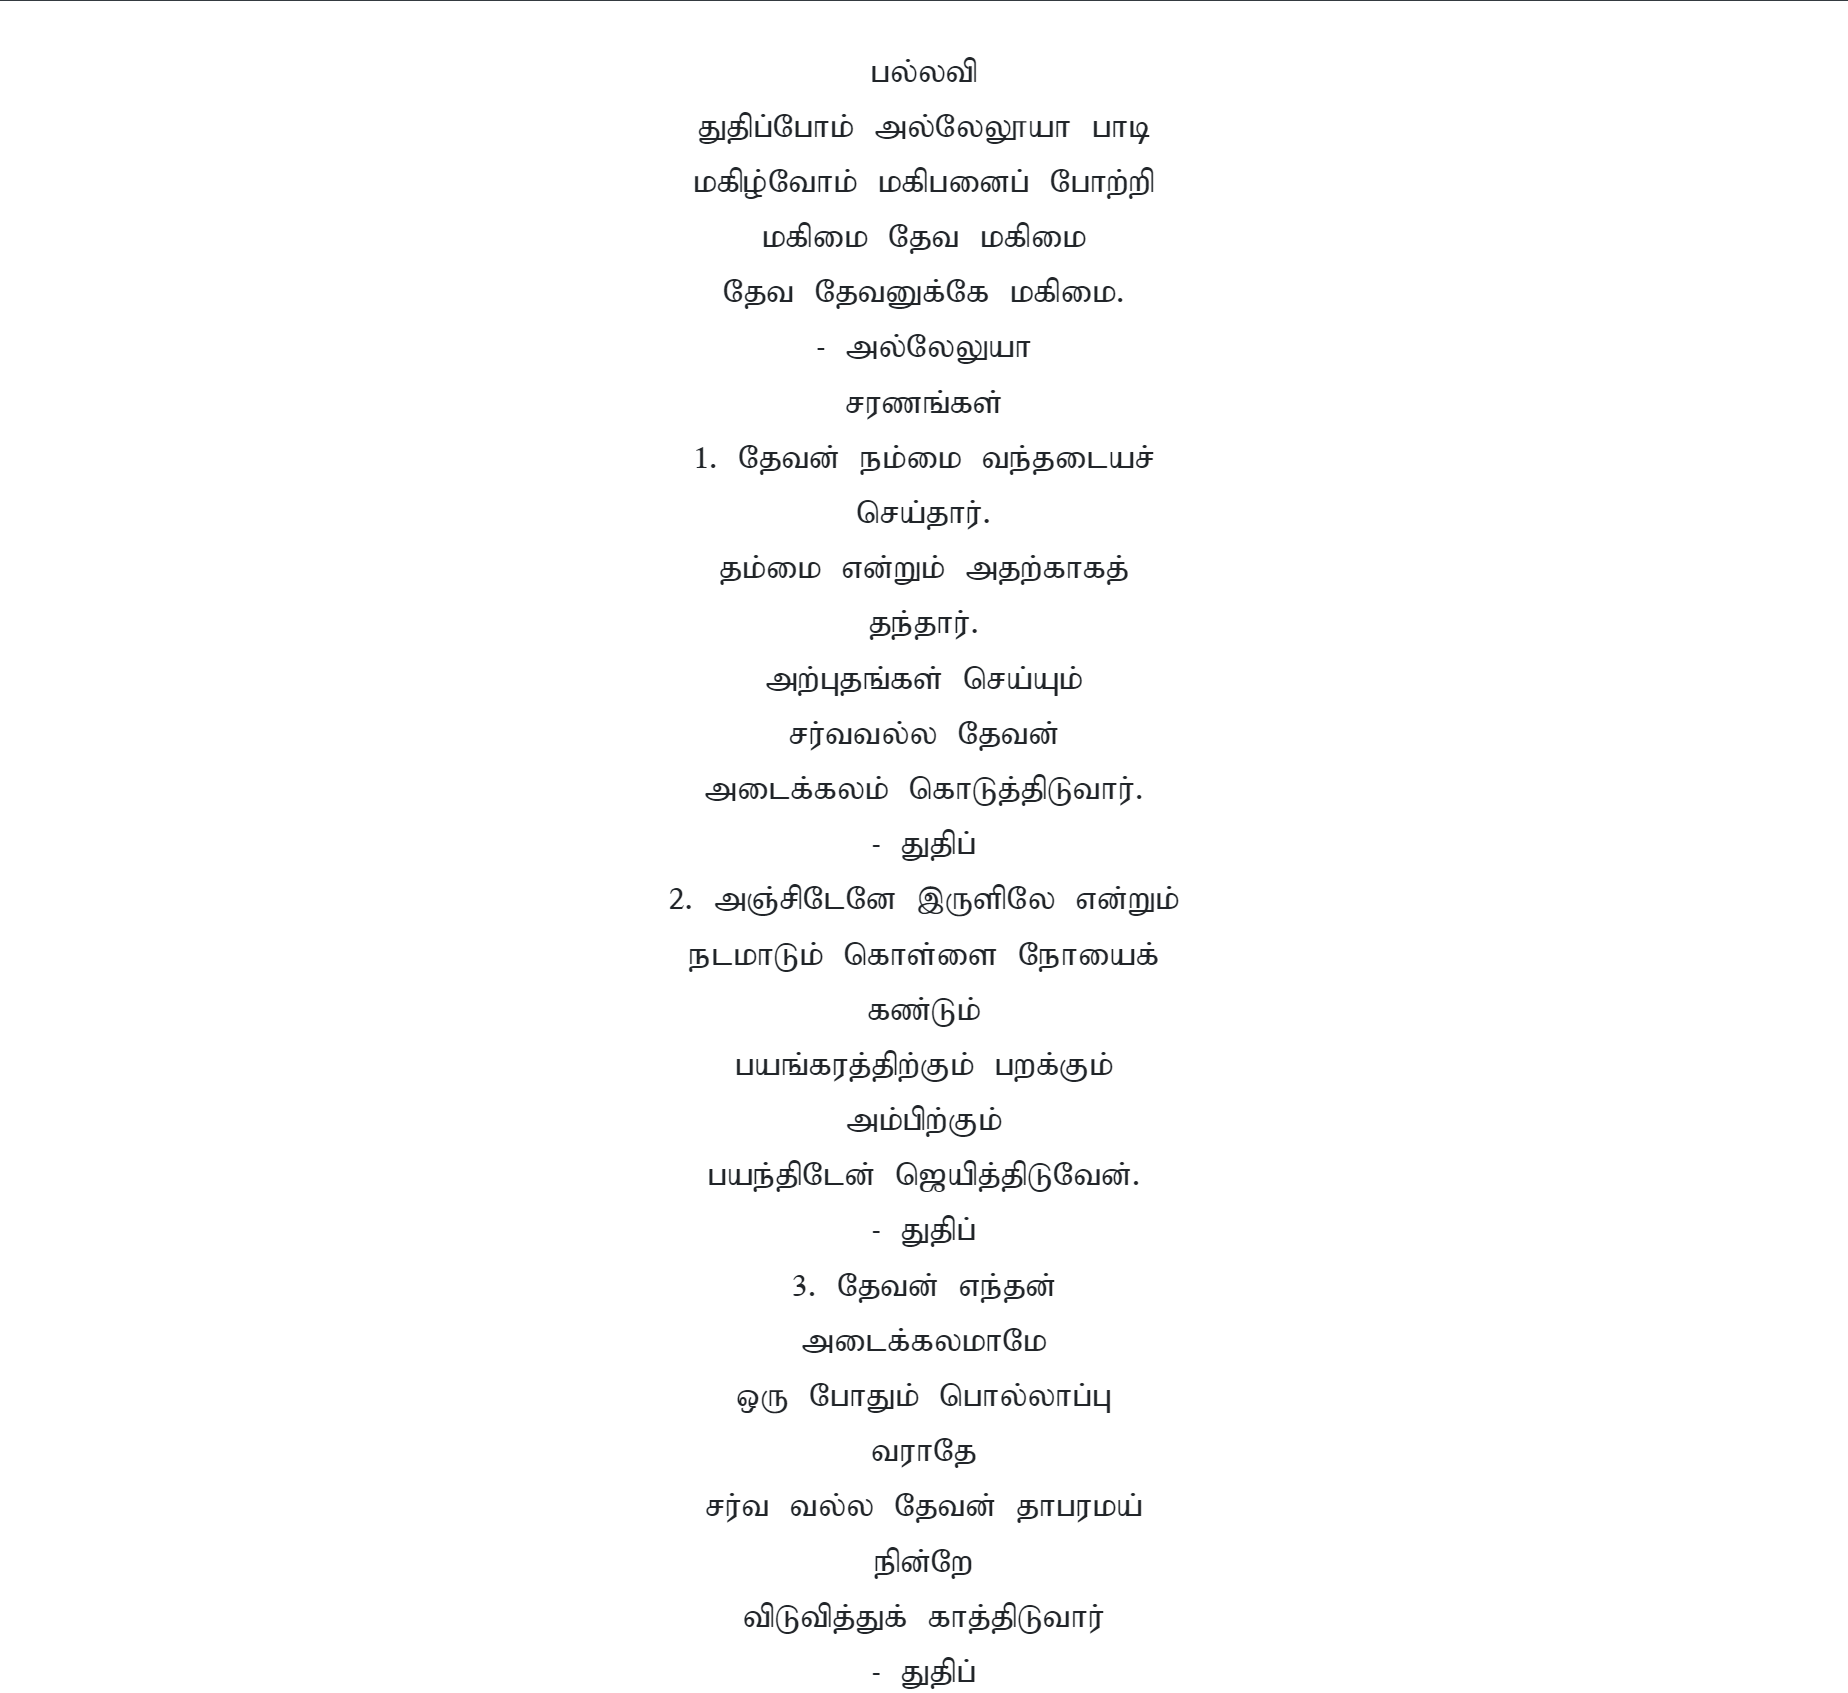 பல்லவி
துதிப்போம் அல்லேலூயா பாடி
மகிழ்வோம் மகிபனைப் போற்றி
மகிமை தேவ மகிமை
தேவ தேவனுக்கே மகிமை.
- அல்லேலுயா
சரணங்கள்
1. தேவன் நம்மை வந்தடையச்
செய்தார்.
தம்மை என்றும் அதற்காகத்
தந்தார்.
அற்புதங்கள் செய்யும்
சர்வவல்ல தேவன்
அடைக்கலம் கொடுத்திடுவார்.
- துதிப்
2. அஞ்சிடேனே இருளிலே என்றும்
நடமாடும் கொள்ளை நோயைக்
கண்டும்
பயங்கரத்திற்கும் பறக்கும்
அம்பிற்கும்
பயந்திடேன் ஜெயித்திடுவேன்.
- துதிப்
3. தேவன் எந்தன்
அடைக்கலமாமே
ஒரு போதும் பொல்லாப்பு
வராதே
சர்வ வல்ல தேவன் தாபரமய்
நின்றே
விடுவித்துக் காத்திடுவார்
- துதிப்